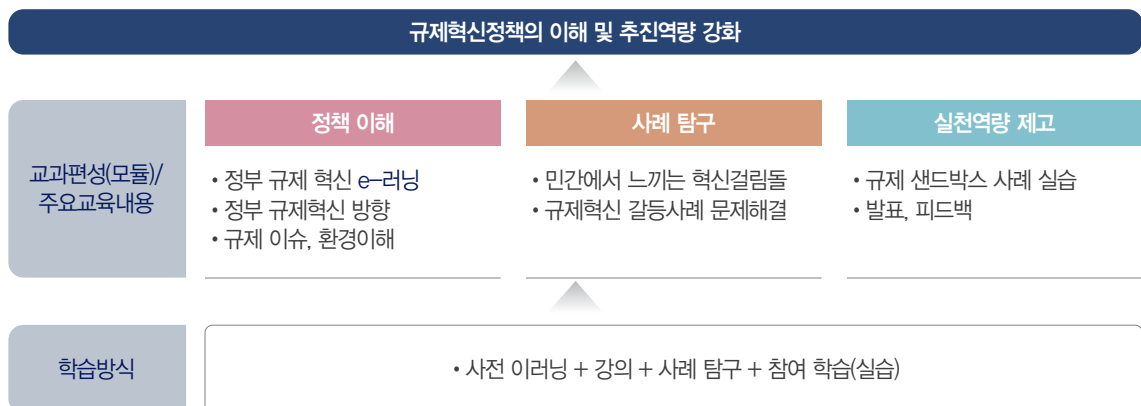 규제혁신정책의 이해 및 추진역량 강화
교과편성(모듈)/
주요교육내용
정책 이해
• 정부 규제 혁신 e-러닝
• 정부 규제혁신 방향
• 규제 이슈, 환경이해
사례 탐구
• 민간에서 느끼는 혁신걸림돌
• 규제혁신 갈등사례 문제해결
실천역량 제고
• 규제 샌드박스 사례 실습
• 발표, 피드백
학습방식
• 사전 이러닝 + 강의 + 사례 탐구 + 참여 학습(실습)